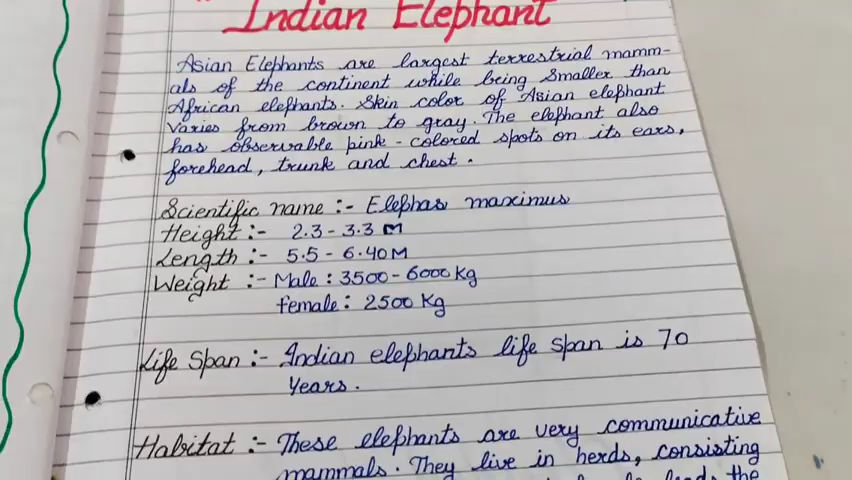 Indian Elephant
Asian Elephants are largest terrestrial mamm-
als of the continent while being smaller than
African elephants. Skin color of Asian elephant
varies from brown to gray. The elephant also
has observable pink-colored spots on its ears,
forehead, trunk and chest.
Scientific name :- Elephas maximus
Height :- 2.3 - 3.3 M
Length :- 5.5 - 6.40 M
Weight :- Male : 3500 - 6000 Kg
female : 2500 Kg
Life Span :- Indian elephants life span is 70
years.
Habitat :- These elephants are very communicative
mammals. They live in herds, consisting
leads the